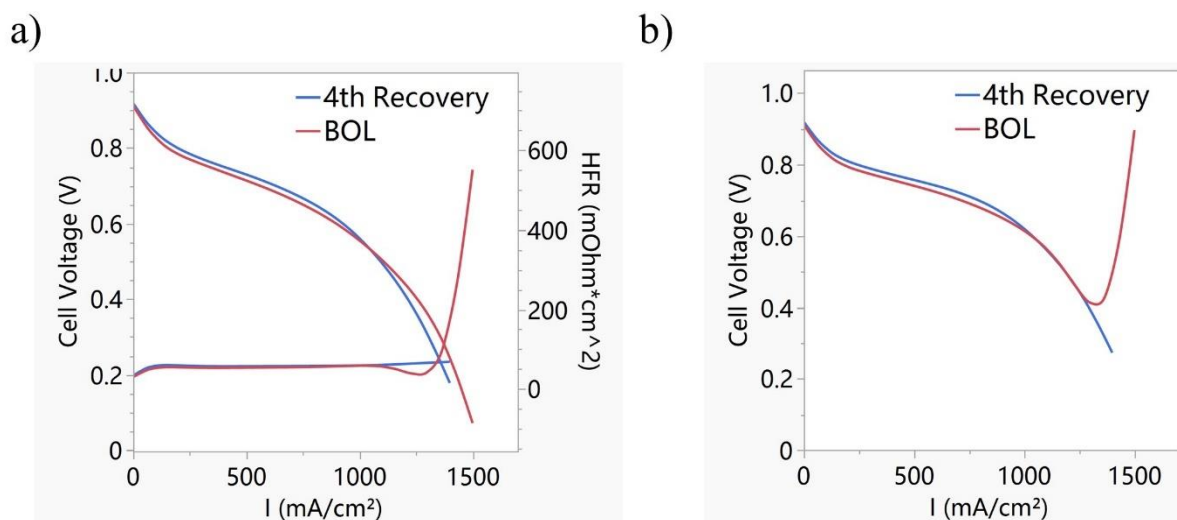 a)
1.0
0.8
0.6
0.4
0.2
0
Cell Voltage (V)
4th Recovery
BOL
600
400
200
0
HFR (mOhm*cm^2)
0
500
1000
1500
I (mA/cm²)
b)
1.0
0.8
0.6
0.4
0.2
0
Cell Voltage (V)
4th Recovery
BOL
0
500
1000
1500
I (mA/cm²)